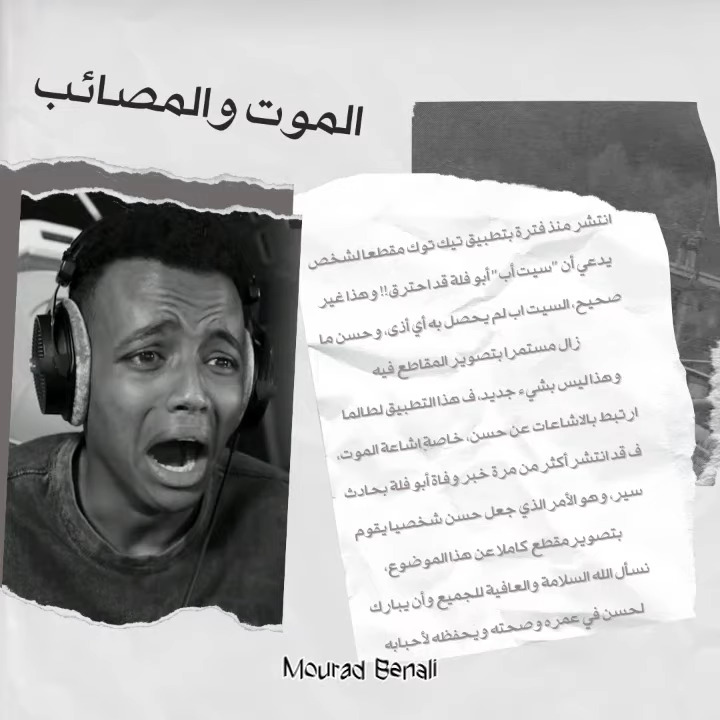 الموت والمصائب
انتشر منذ فترة بتطبيق تيك توك مقطعا لشخص
يدعي أن "سيت أب" أبو فلة قد احترق!! وهذا غير
صحيح، السيت اب لم يحصل به أي أذى، وحسن ما
زال مستمرا بتصوير المقاطع فيه
وهذا ليس بشيء جديد، ف هذا التطبيق لطالما
ارتبط بالاشاعات عن حسن، خاصة إشاعة الموت،
ف قد انتشر أكثر من مرة خبر وفاة أبو فلة بحادث
سير، وهو الأمر الذي جعل حسن شخصيا يقوم
بتصوير مقطع كاملا عن هذا الموضوع،
نسأل الله السلامة والعافية للجميع وأن يبارك
لحسن في عمره وصحته ويحفظه لأحبابه
Mourad Benali